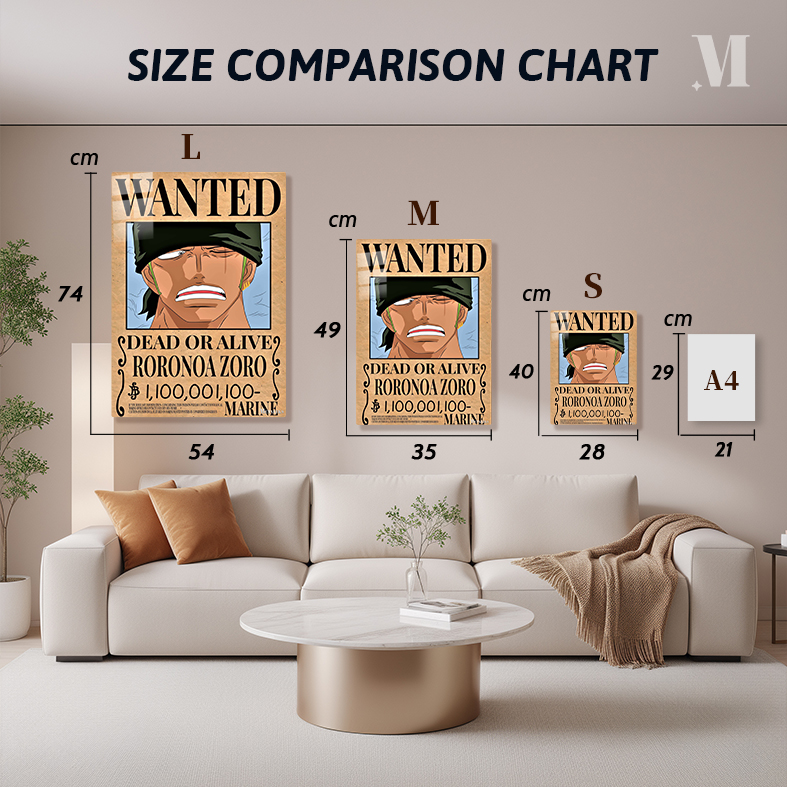 SIZE COMPARISON CHART
M
cm
L
74
54
WANTED
DEAD OR ALIVE
RORONOA ZORO
1,100,001,100-
MARINE
cm
M
49
35
WANTED
DEAD OR ALIVE
RORONOA ZORO
1,100,001,100-
MARINE
cm
S
40
28
WANTED
DEAD OR ALIVE
RORONOA ZORO
1,100,001,100-
MARINE
cm
29
A4
21